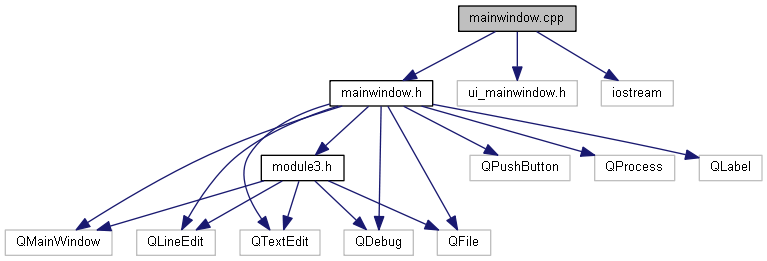 mainwindow.cpp
mainwindow.h
ui_mainwindow.h
iostream
module3.h
QPushButton
QProcess
QLabel
QMainWindow
QLineEdit
QTextEdit
QDebug
QFile